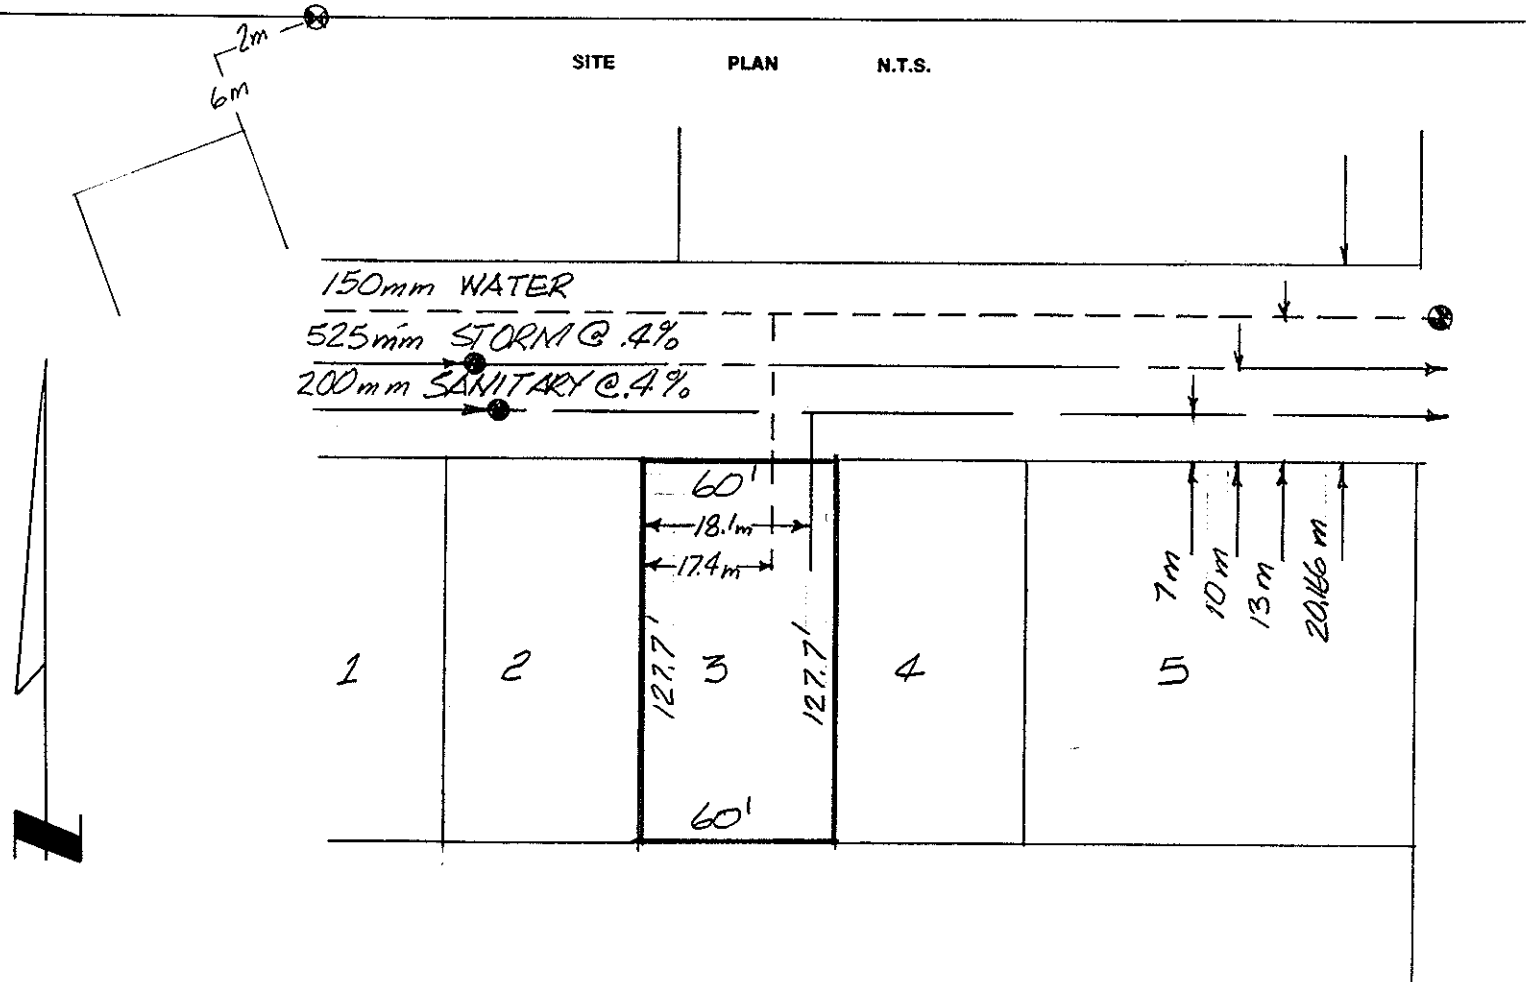 2m
6m
SITE PLAN N.T.S.
150mm WATER
525mm STORM @ .4%
200mm SANITARY @ .4%
60'
18.1m
17.4m
7m
10m
13m
20.166 m
1
2
127.7'
3
127.7'
4
5
60'
N